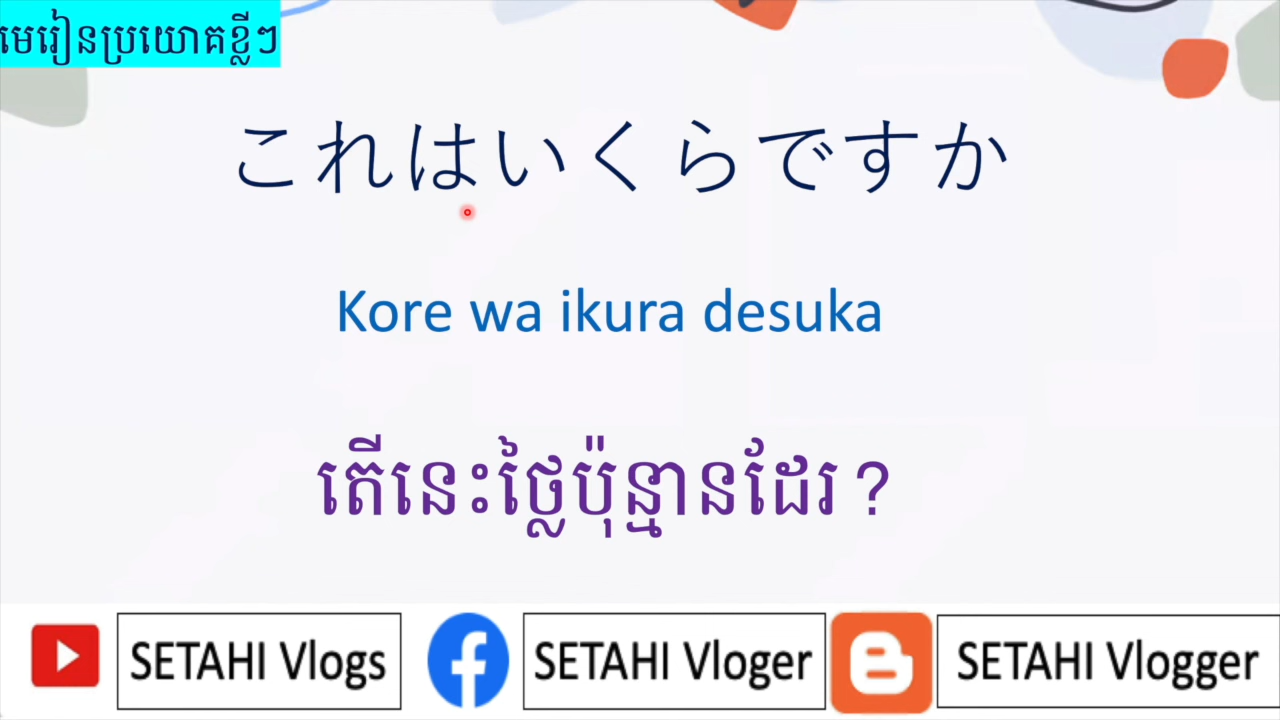 មេរៀនប្រយោគខ្លីៗ
これはいくらですか
Kore wa ikura desuka
តើនេះថ្លៃប៉ុន្មានដែរ?
SETAHI Vlogs
SETAHI Vloger
SETAHI Vlogger